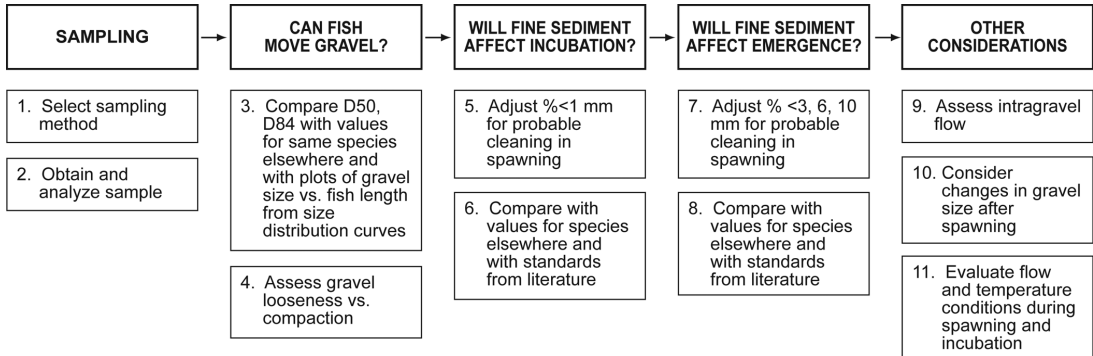 SAMPLING
CAN FISH
MOVE GRAVEL?
WILL FINE SEDIMENT
AFFECT INCUBATION?
WILL FINE SEDIMENT
AFFECT EMERGENCE?
OTHER
CONSIDERATIONS
1. Select sampling
method
2. Obtain and
analyze sample
3. Compare D50,
D84 with values
for same species
elsewhere and
with plots of gravel
size vs. fish length
from size
distribution curves
4. Assess gravel
looseness vs.
compaction
5. Adjust %<1 mm
for probable
cleaning in
spawning
6. Compare with
values for species
elsewhere and
with standards
from literature
7. Adjust % <3, 6, 10
mm for probable
cleaning in
spawning
8. Compare with
values for species
elsewhere and
with standards
from literature
9. Assess intragravel
flow
10. Consider
changes in gravel
size after
spawning
11. Evaluate flow
and temperature
conditions during
spawning and
incubation